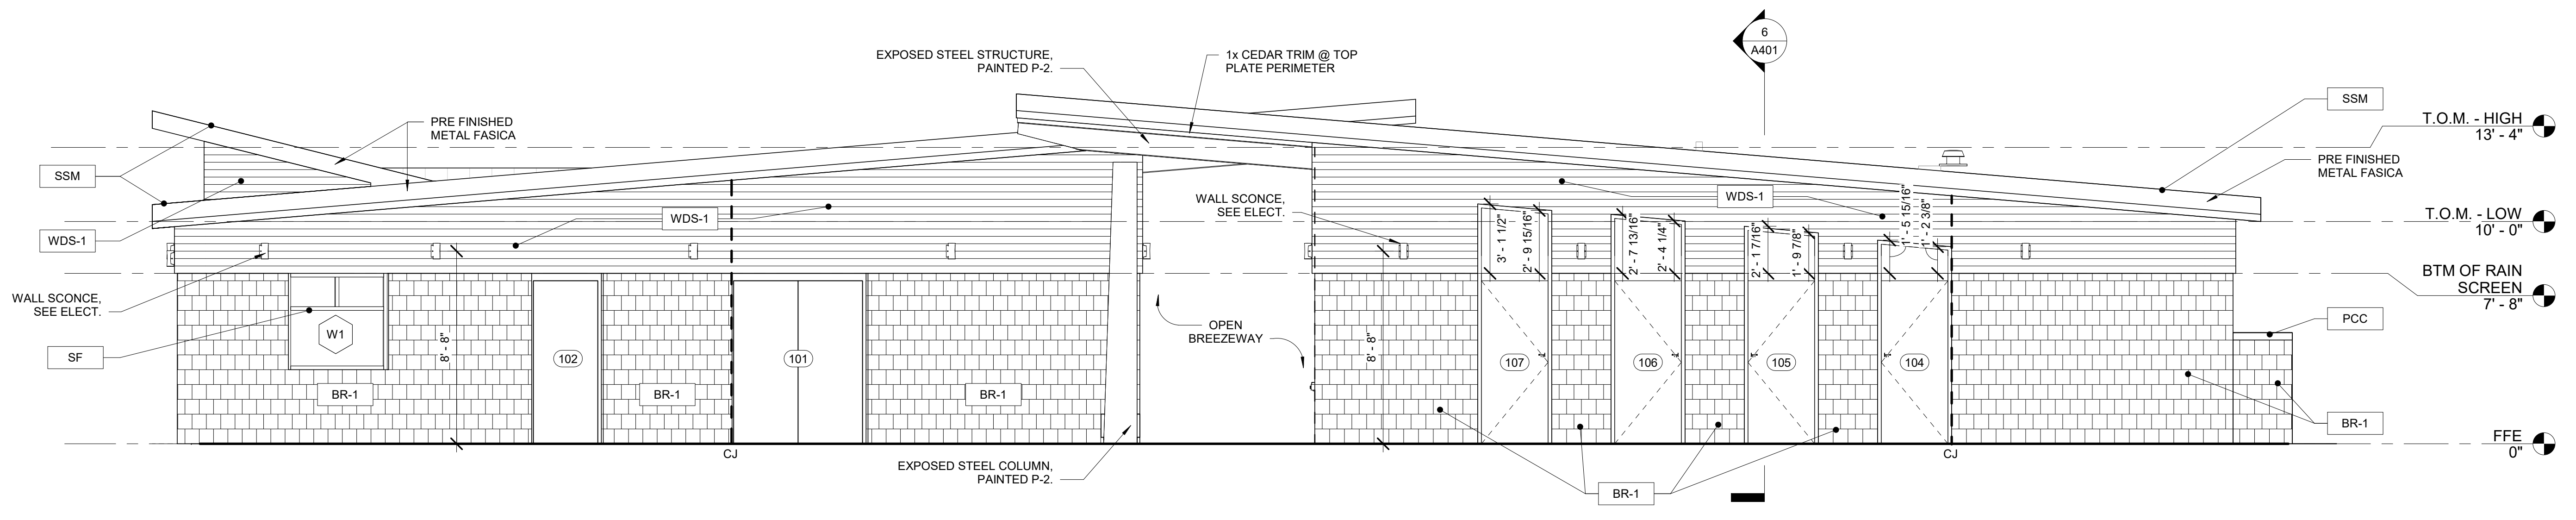 6
A401
EXPOSED STEEL STRUCTURE,
PAINTED P-2.
1x CEDAR TRIM @ TOP
PLATE PERIMETER
SSM
PRE FINISHED
METAL FASICA
T.O.M. - HIGH
13' - 4"
SSM
PRE FINISHED
METAL FASICA
WDS-1
WDS-1
WALL SCONCE,
SEE ELECT.
WDS-1
T.O.M. - LOW
10' - 0"
3' - 1 1/2"
2' - 9 15/16"
2' - 7 13/16"
2' - 4 1/4"
2' - 1 7/16"
1' - 9 7/8"
1' - 5 15/16"
1' - 2 3/8"
BTM OF RAIN
SCREEN
7' - 8"
WALL SCONCE,
SEE ELECT.
W1
SF
8' - 8"
102
101
OPEN
BREEZEWAY
8' - 8"
107
106
105
104
PCC
BR-1
BR-1
BR-1
BR-1
FFE
0"
CJ
CJ
EXPOSED STEEL COLUMN,
PAINTED P-2.
BR-1